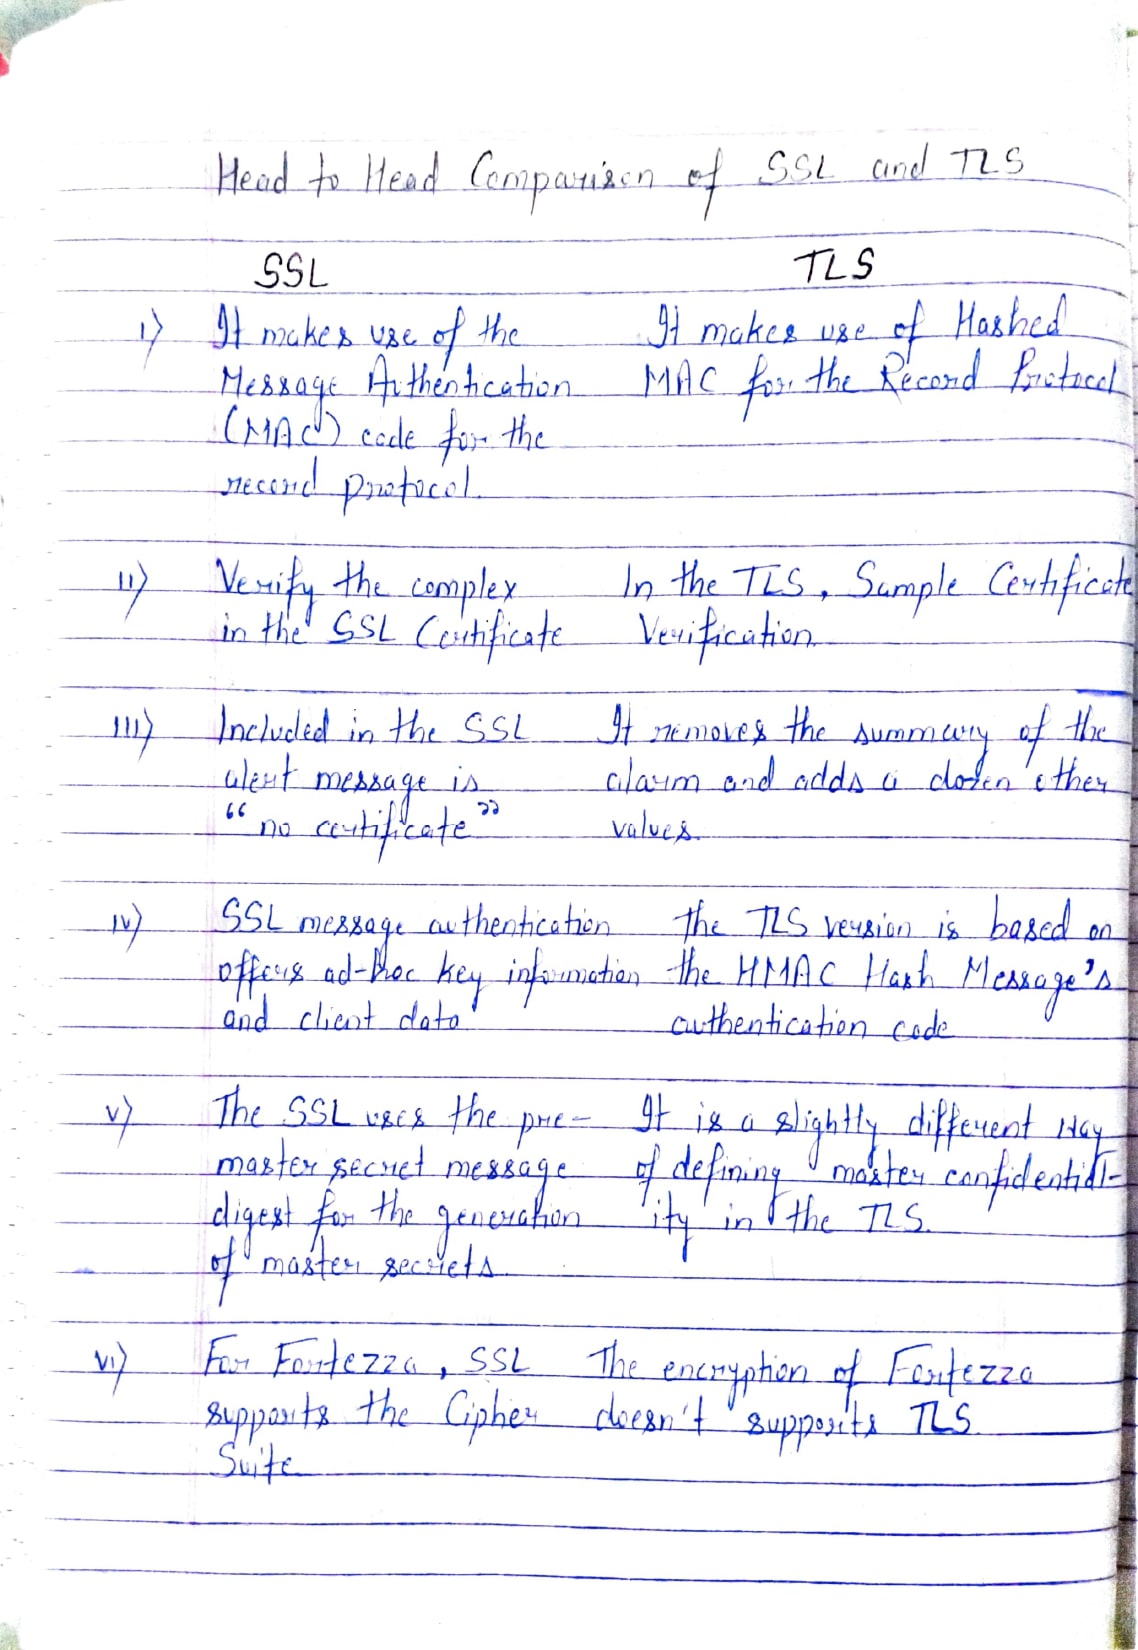 Head to Head Comparison of SSL and TLS
SSL TLS
i) It makes use of the It makes use of Hashed
Message Authentication MAC for the Record Protocol
(MAC) code for the
record protocol.
ii) Verify the complex In the TLS, Sample Certificate
in the SSL Certificate Verification.
iii) Included in the SSL It removes the summary of the
alert message is alarm and adds a dozen other
"no certificate" values.
iv) SSL message authentication the TLS version is based on
offers ad-hoc key information the HMAC Hash Message's
and client data authentication code
v) The SSL uses the pre- It is a slightly different way
master secret message of defining master confidential-
digest for the generation ity in the TLS.
of master secrets.
vi) For Fortezza, SSL The encryption of Fortezza
supports the Cipher doesn't supports TLS.
Suite.